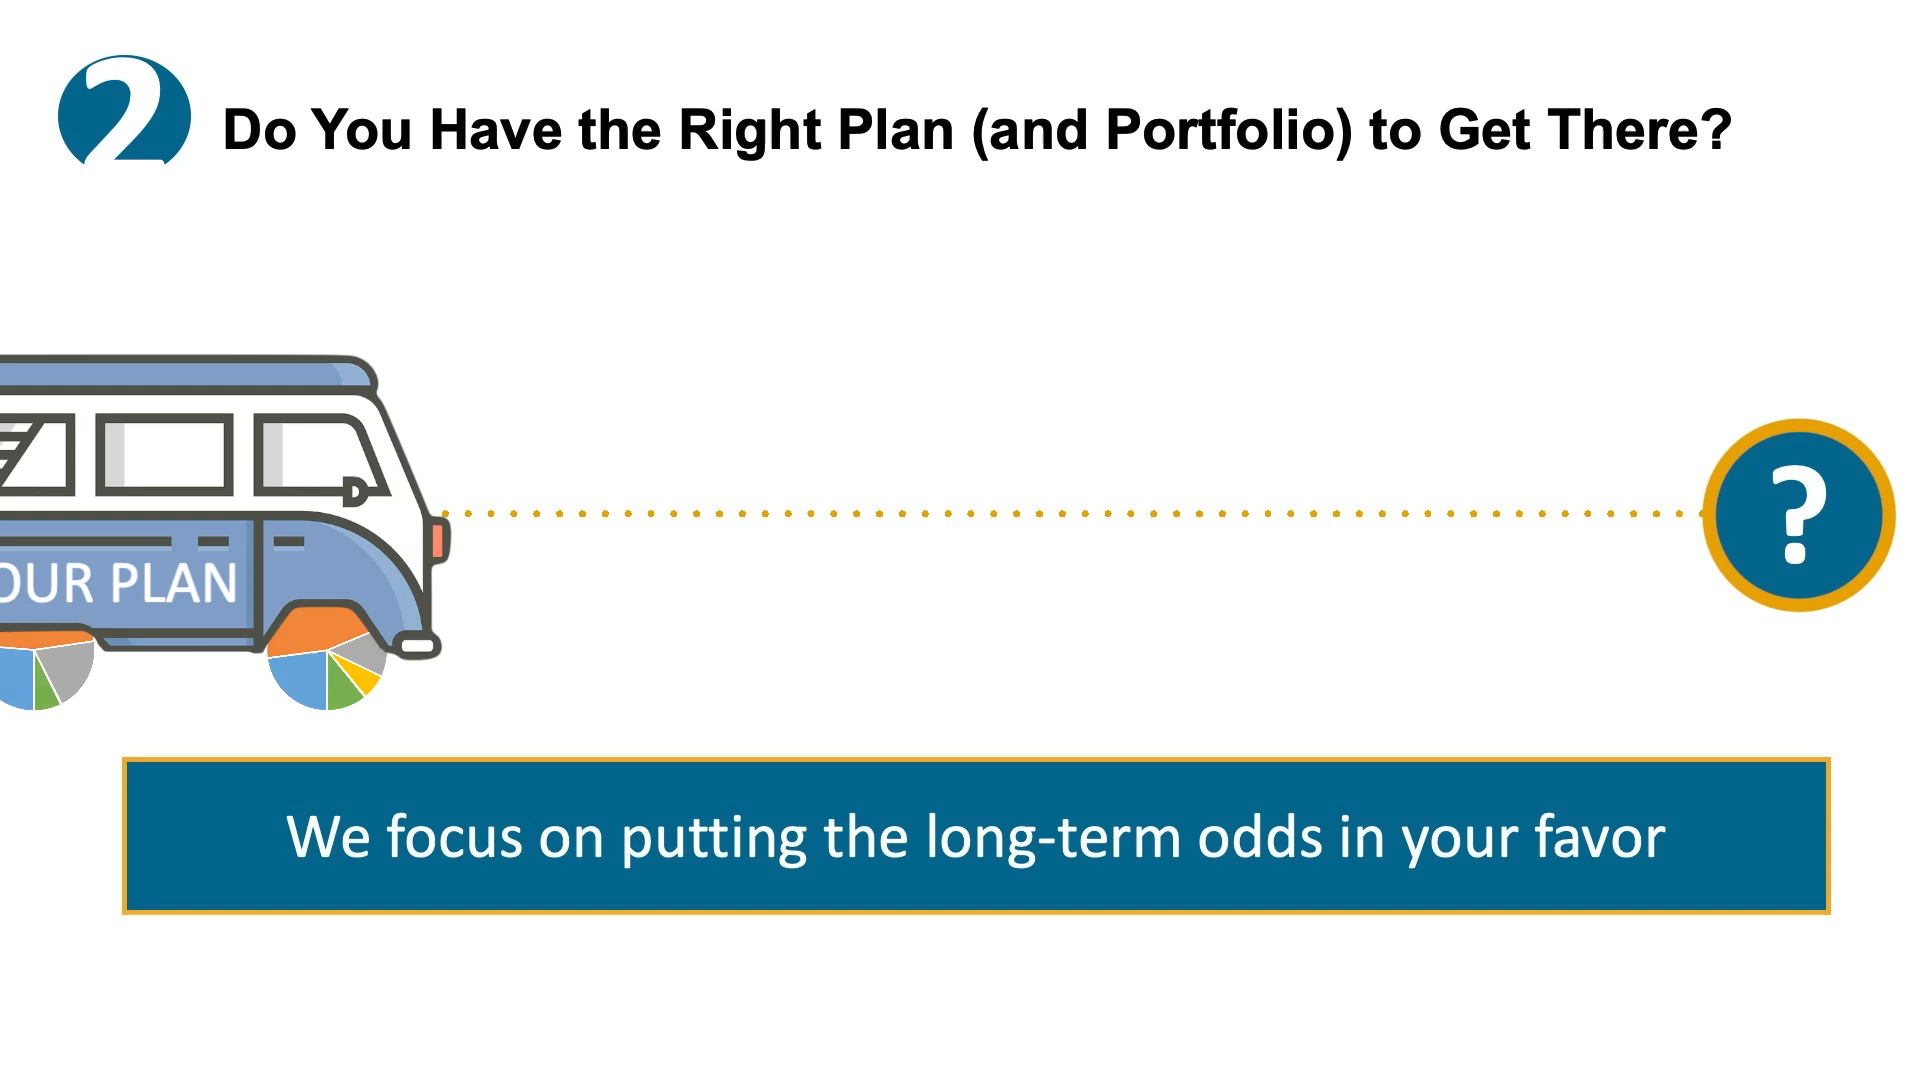 2
Do You Have the Right Plan (and Portfolio) to Get There?
?
OUR PLAN
We focus on putting the long-term odds in your favor